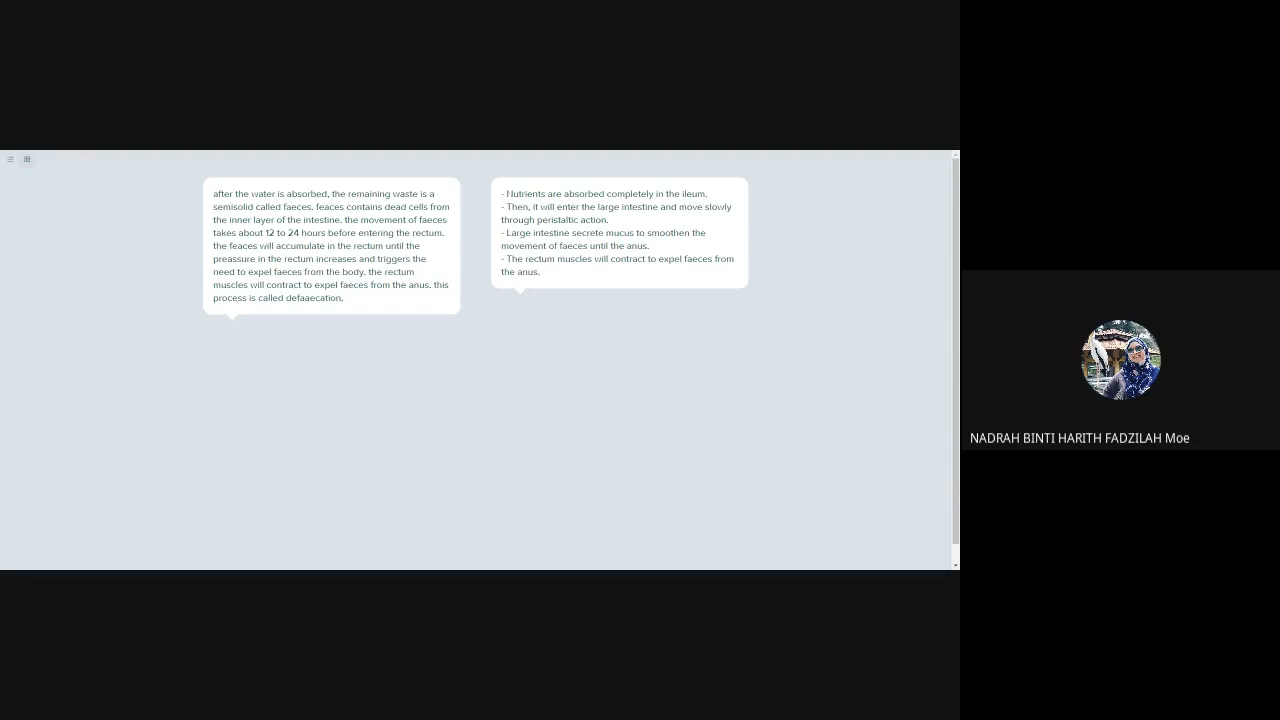 after the water is absorbed, the remaining waste is a
semisolid called faeces. feaces contains dead cells from
the inner layer of the intestine. the movement of faeces
takes about 12 to 24 hours before entering the rectum.
the feaces will accumulate in the rectum until the
preassure in the rectum increases and triggers the
need to expel faeces from the body. the rectum
muscles will contract to expel faeces from the anus. this
process is called defaaecation.
- Nutrients are absorbed completely in the ileum.
- Then, it will enter the large intestine and move slowly
through peristaltic action.
- Large intestine secrete mucus to smoothen the
movement of faeces until the anus.
- The rectum muscles will contract to expel faeces from
the anus.
NADRAH BINTI HARITH FADZILAH Moe